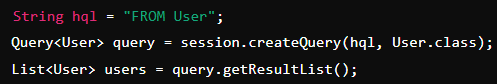 String hql = "FROM User";
Query<User> query = session.createQuery(hql, User.class);
List<User> users = query.getResultList();